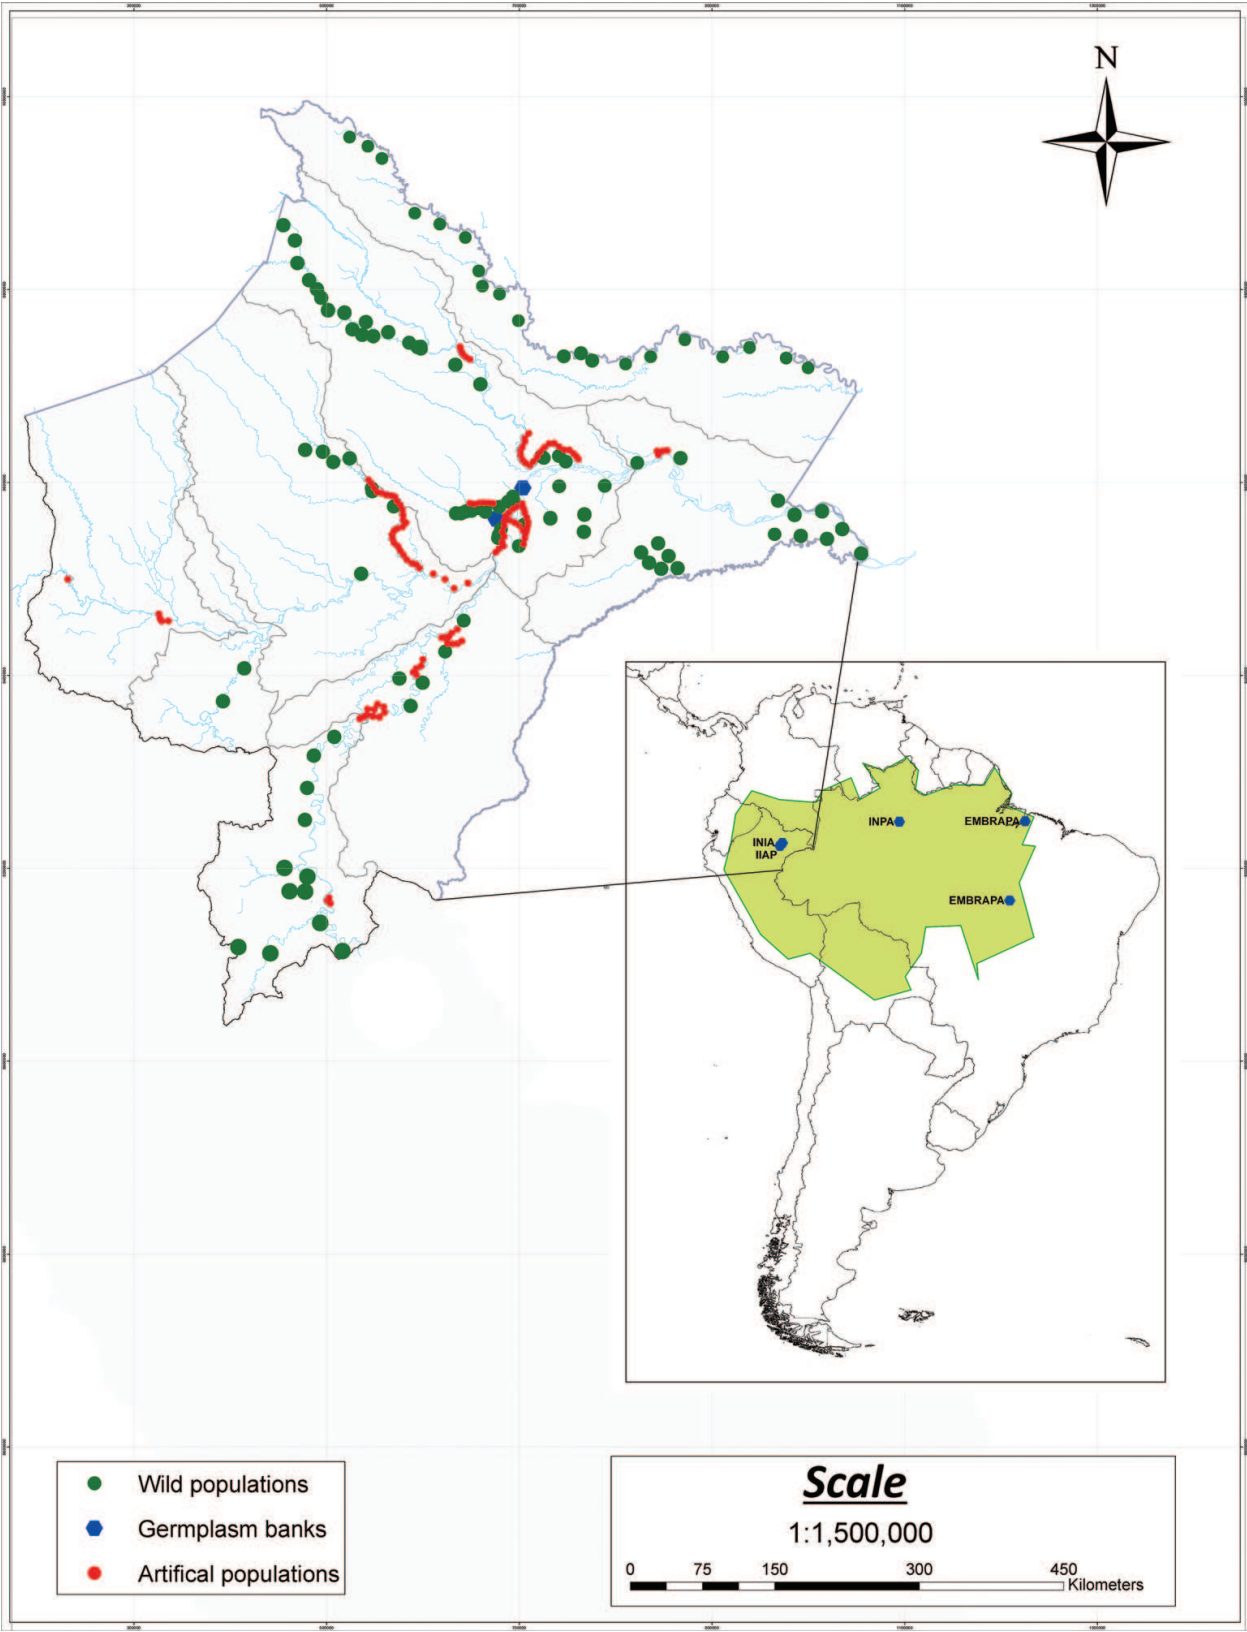 N
INPA
EMBRAPA
INIA
IIAP
EMBRAPA
Wild populations
Germplasm banks
Artifical populations
Scale
1:1,500,000
0 75 150 300 450
Kilometers